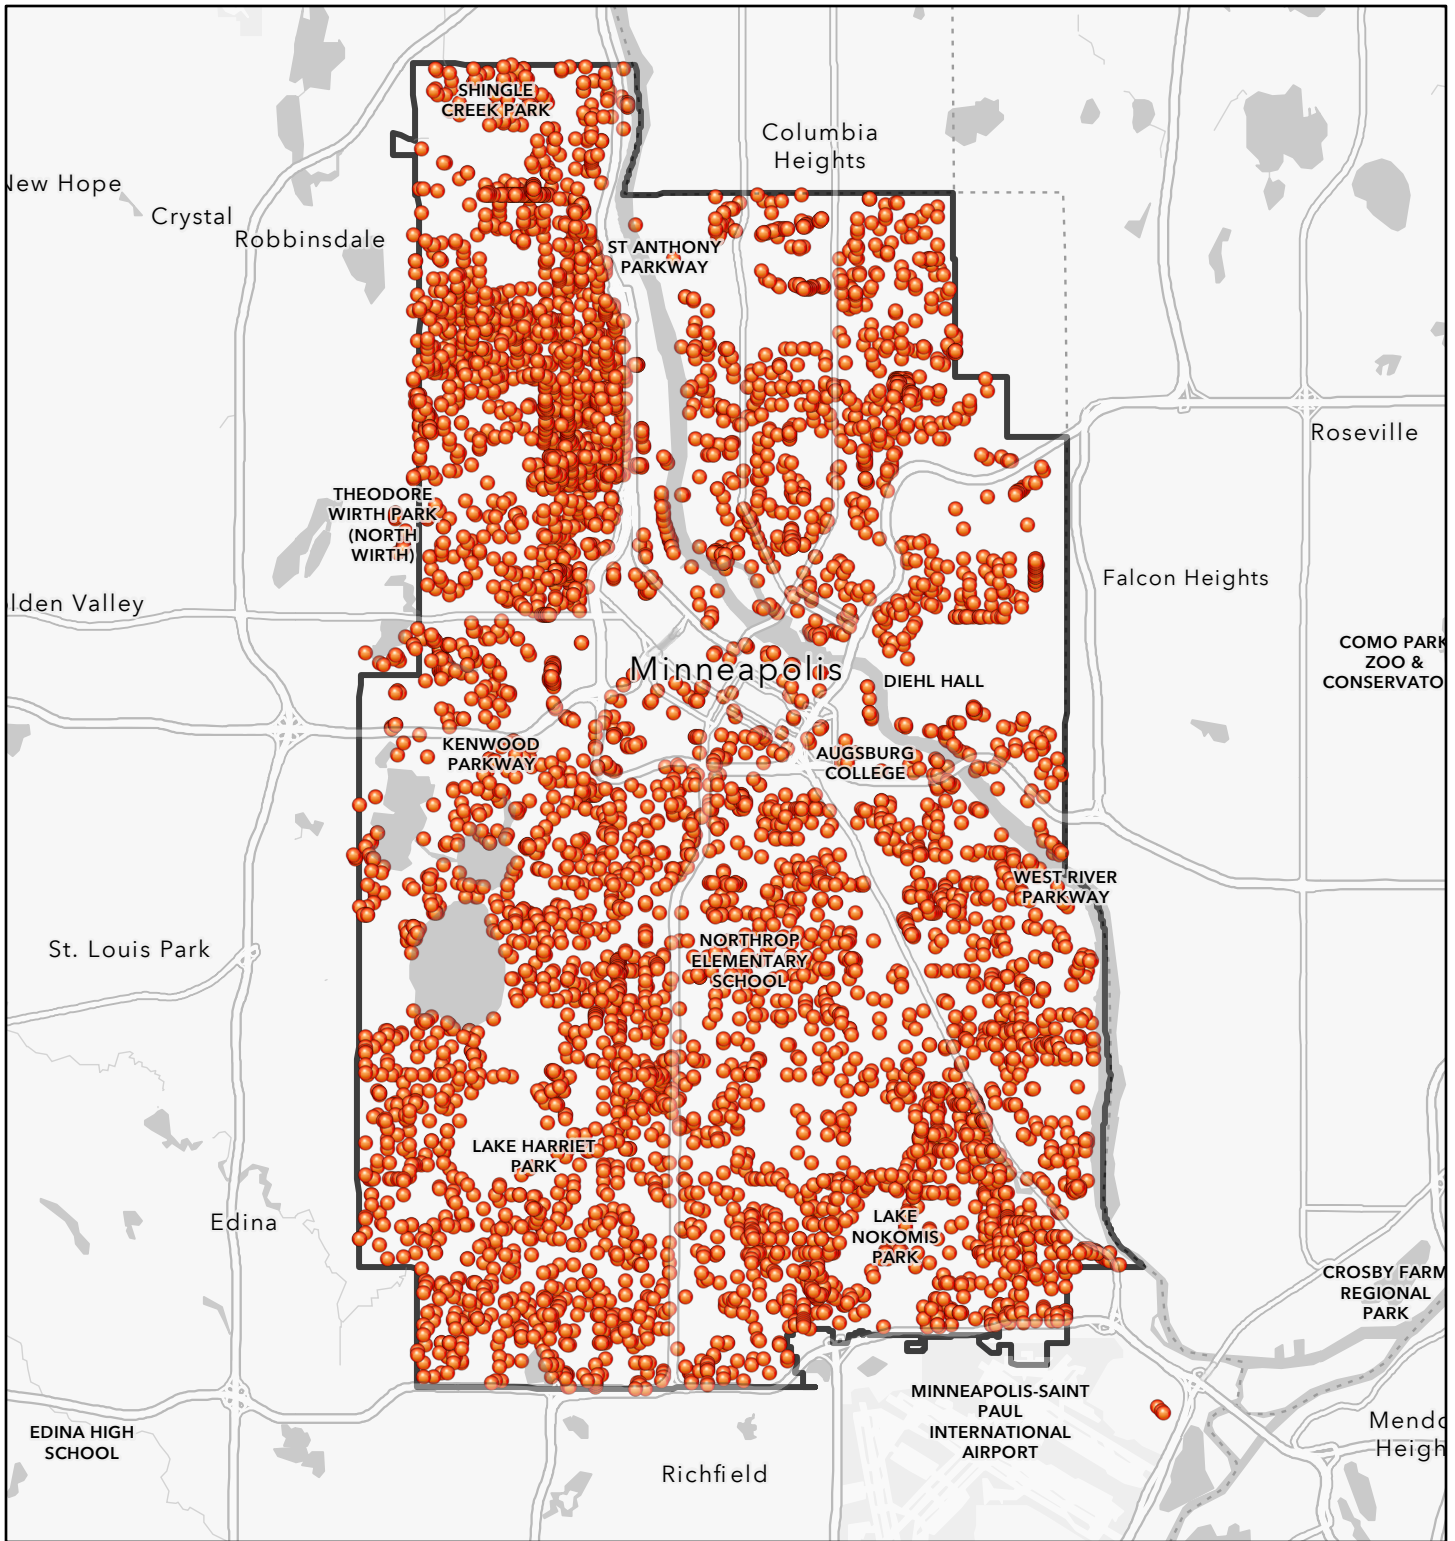 SHINGLE
CREEK PARK
Columbia
Heights
New Hope
Crystal
Robbinsdale
ST ANTHONY
PARKWAY
Roseville
THEODORE
WIRTH PARK
(NORTH
WIRTH)
Falcon Heights
lden Valley
COMO PARK
ZOO &
CONSERVATO
Minneapolis
DIEHL HALL
KENWOOD
PARKWAY
AUGSBURG
COLLEGE
WEST RIVER
PARKWAY
St. Louis Park
NORTHROP
ELEMENTARY
SCHOOL
LAKE HARRIET
PARK
Edina
LAKE
NOKOMIS
PARK
CROSBY FARM
REGIONAL
PARK
MINNEAPOLIS-SAINT
PAUL
INTERNATIONAL
AIRPORT
EDINA HIGH
SCHOOL
Mendo
Heigh
Richfield